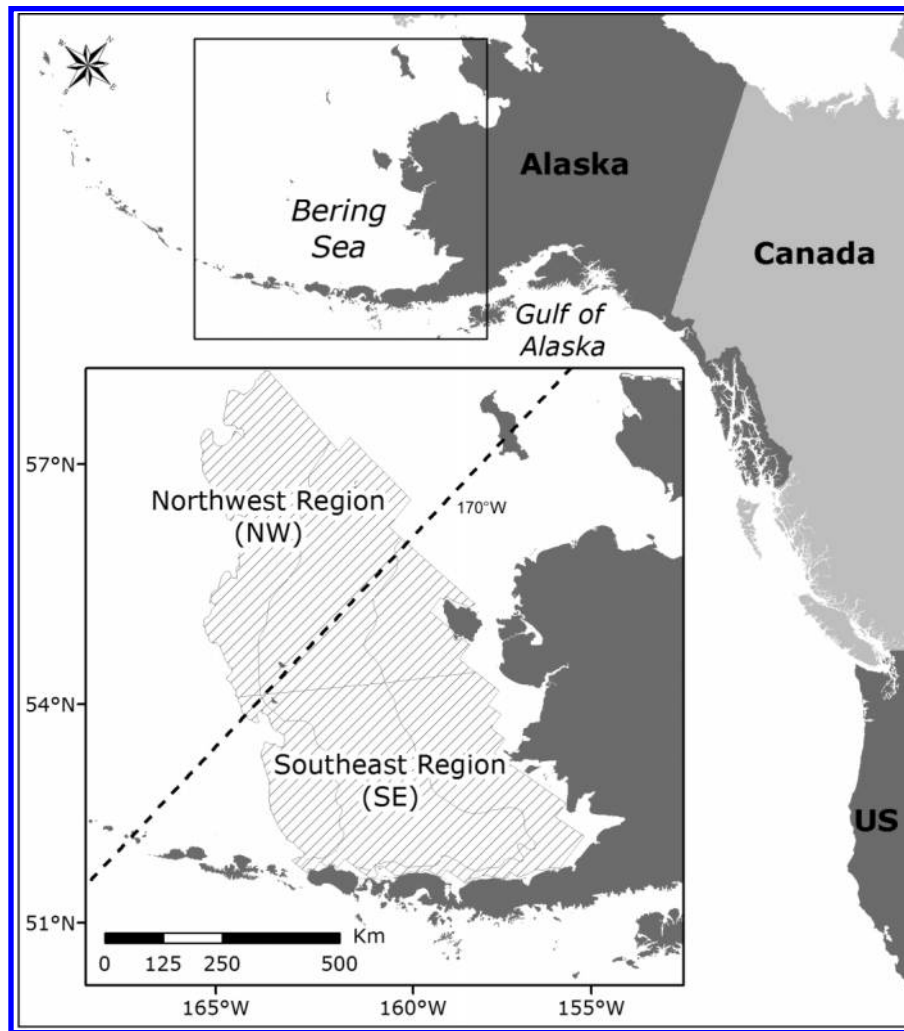 N
W
E
S
Alaska
Bering
Sea
Canada
Gulf of
Alaska
57°N
Northwest Region
(NW)
170°W
54°N
Southeast Region
(SE)
US
51°N
Km
0 125 250 500
165°W 160°W 155°W